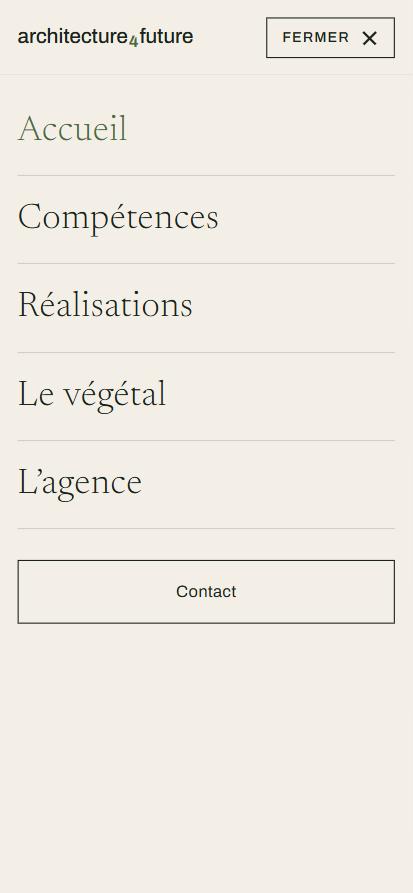 architecture4future
FERMER
Accueil
Compétences
Réalisations
Le végétal
L’agence
Contact